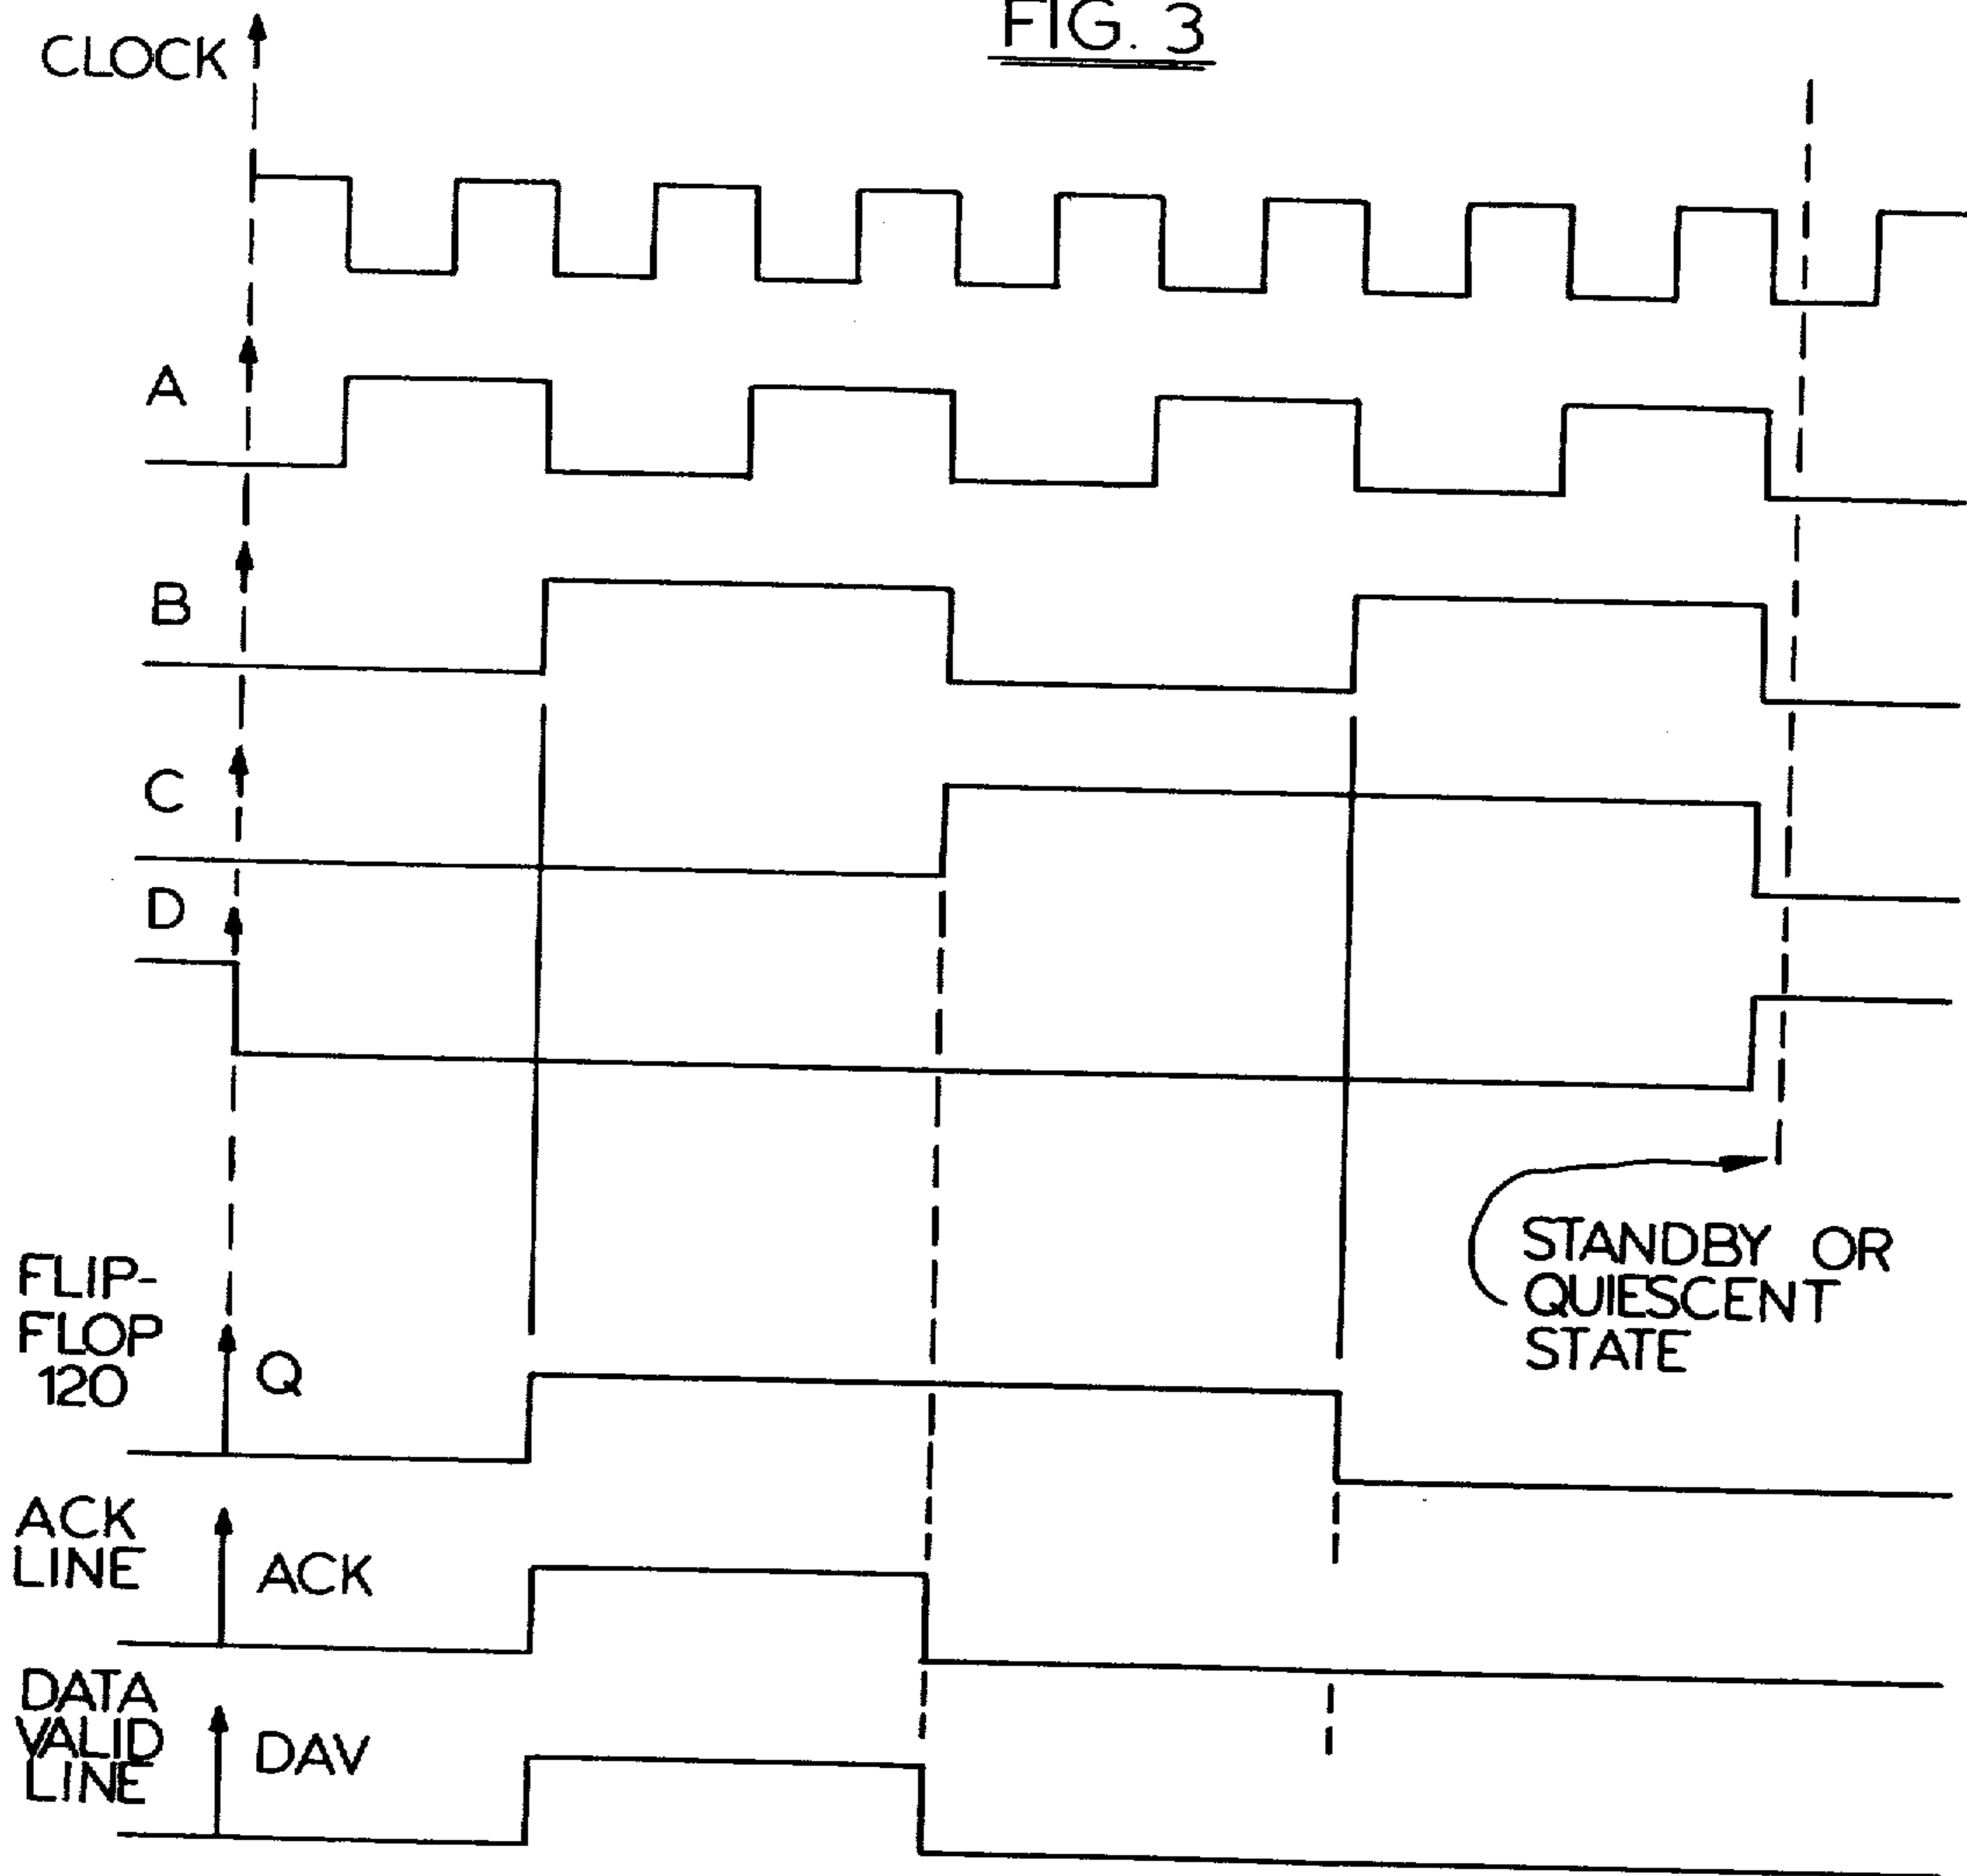 FIG. 3
CLOCK
A
B
C
D
STANDBY OR
QUIESCENT
STATE
FLIP-
FLOP
120
Q
ACK
LINE
ACK
DATA
VALID
LINE
DAV